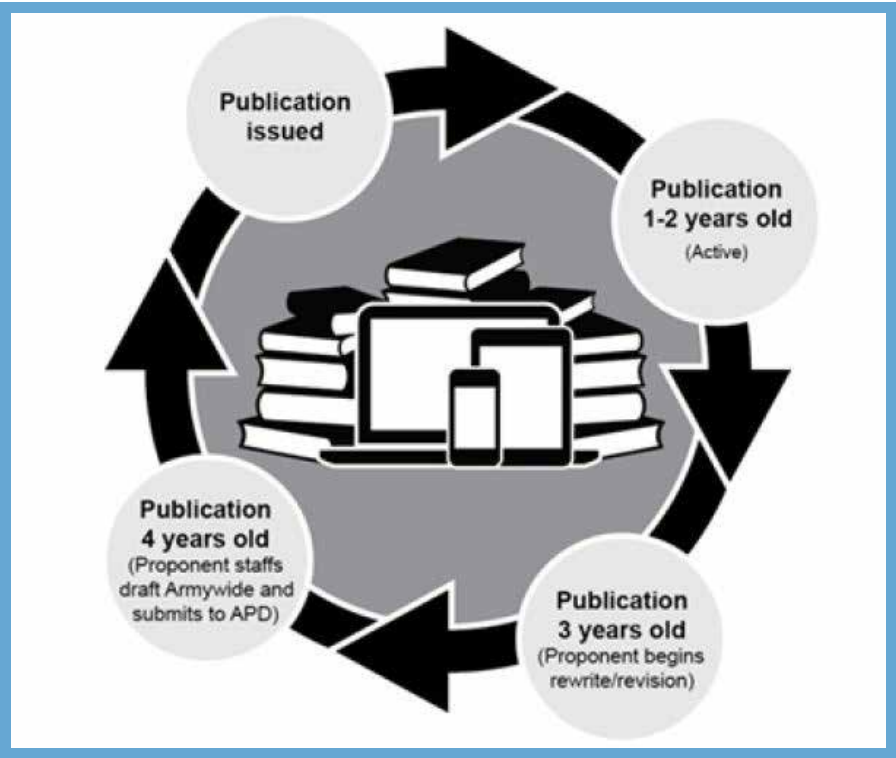 Publication
issued
Publication
1-2 years old
(Active)
Publication
3 years old
(Proponent begins
rewrite/revision)
Publication
4 years old
(Proponent staffs
draft Armywide and
submits to APD)